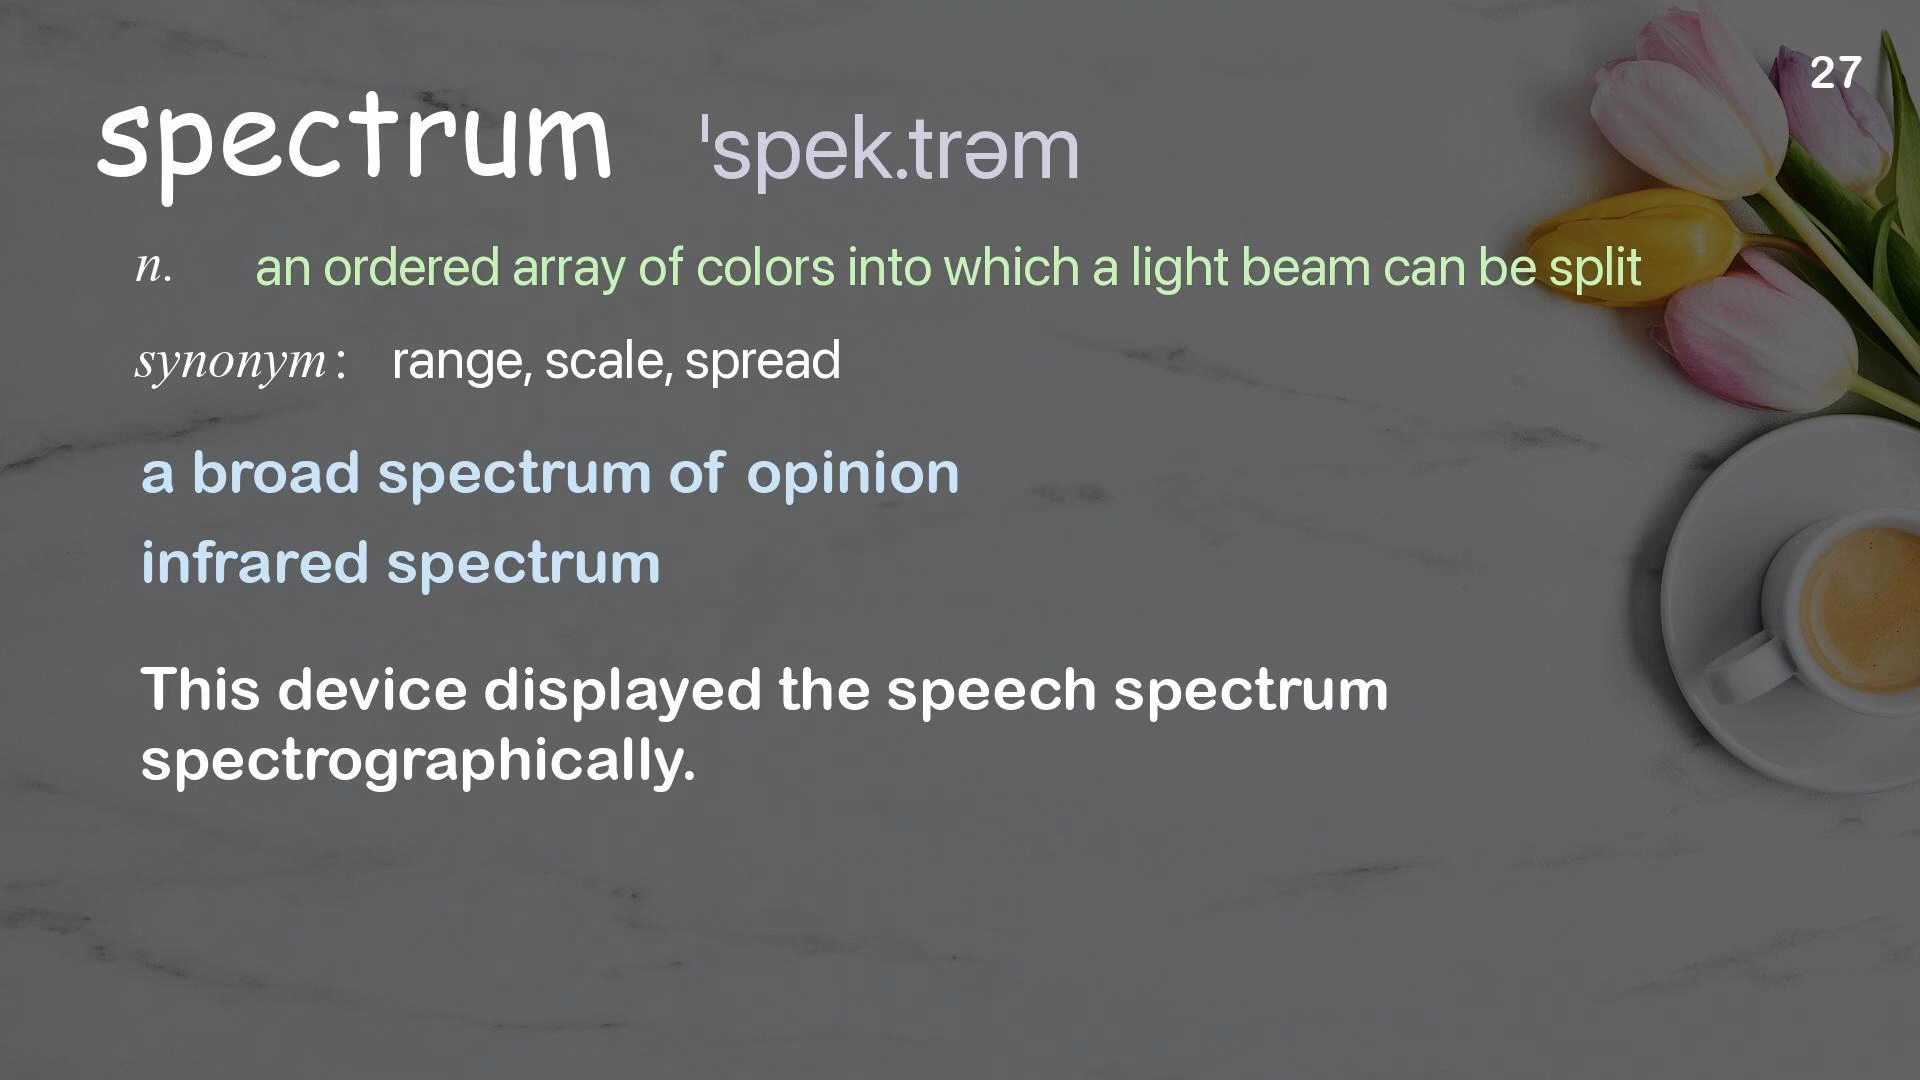 27
spectrum ˈspek.trəm
n. an ordered array of colors into which a light beam can be split
synonym: range, scale, spread
a broad spectrum of opinion
infrared spectrum
This device displayed the speech spectrum
spectrographically.